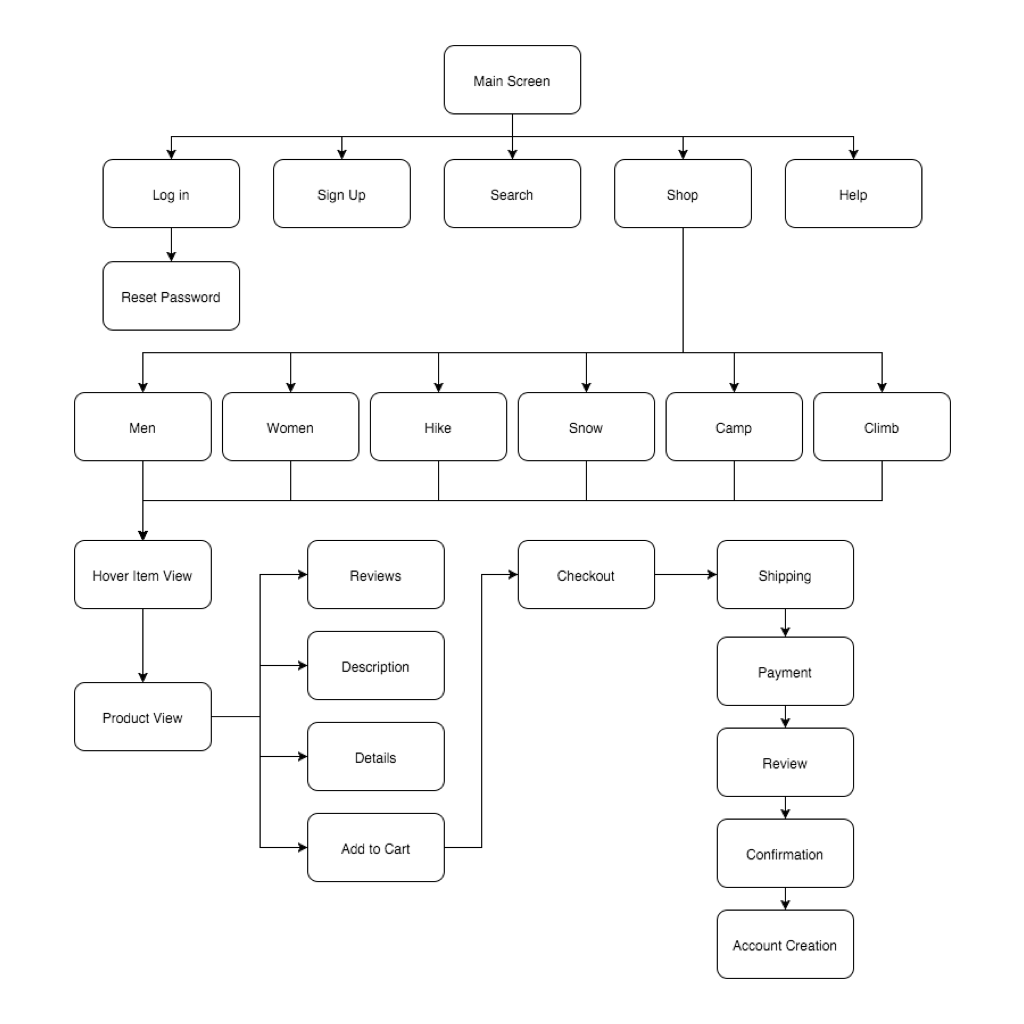 Main Screen
Log in
Sign Up
Search
Shop
Help
Reset Password
Men
Women
Hike
Snow
Camp
Climb
Hover Item View
Reviews
Checkout
Shipping
Description
Payment
Product View
Details
Review
Add to Cart
Confirmation
Account Creation